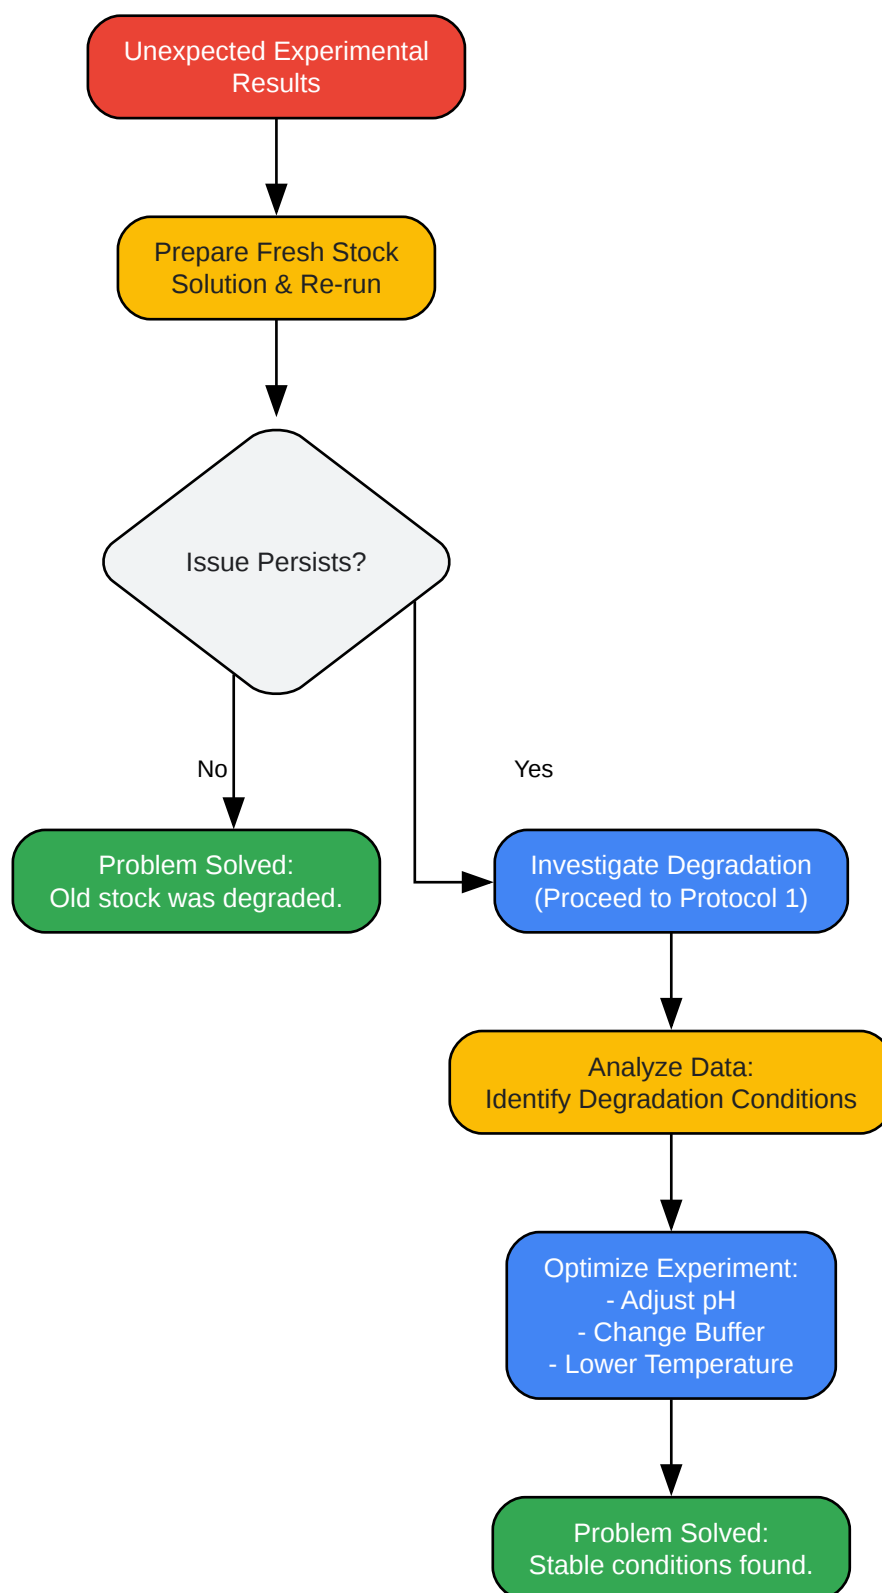 Unexpected Experimental
Results
Prepare Fresh Stock
Solution & Re-run
Issue Persists?
No
Yes
Problem Solved:
Old stock was degraded.
Investigate Degradation
(Proceed to Protocol 1)
Analyze Data:
Identify Degradation Conditions
Optimize Experiment:
- Adjust pH
- Change Buffer
- Lower Temperature
Problem Solved:
Stable conditions found.